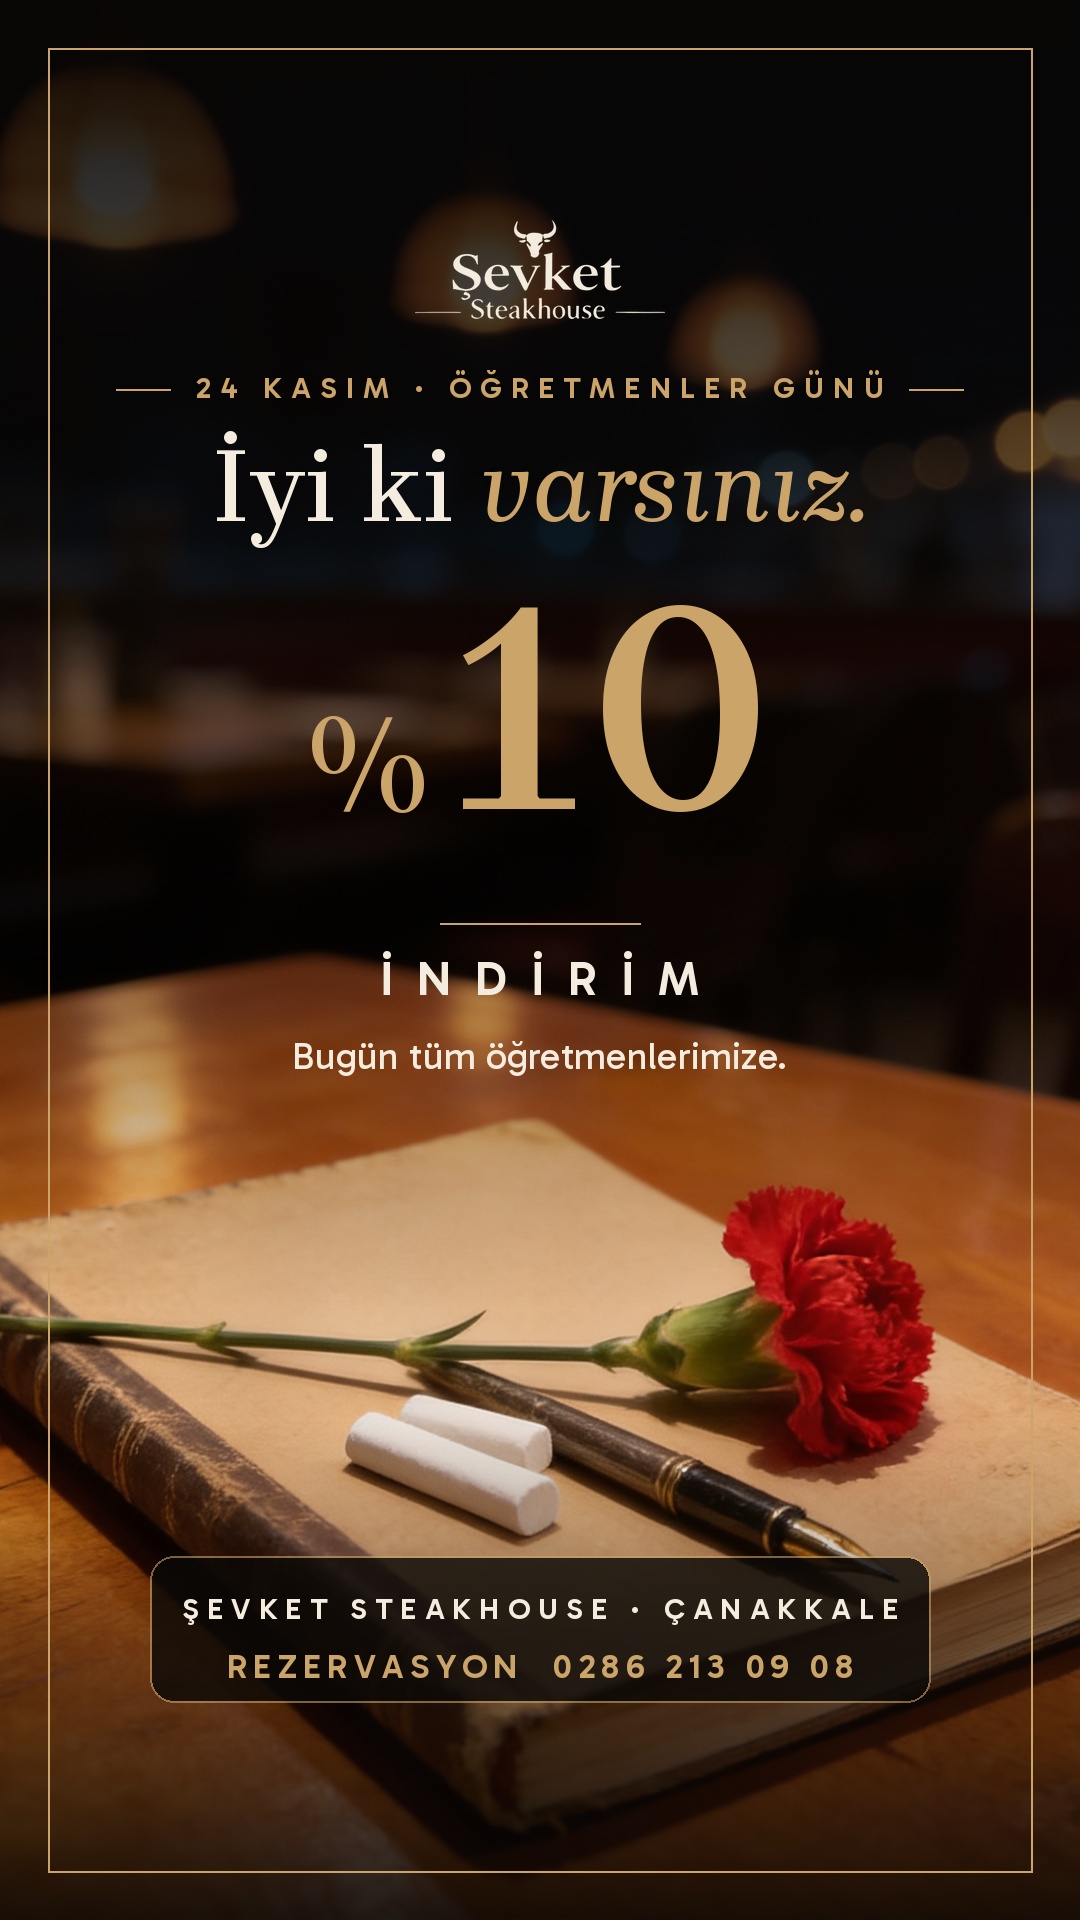 Şevket
Steakhouse
24 KASIM · ÖĞRETMENLER GÜNÜ
İyi ki varsınız.
%10
İNDİRİM
Bugün tüm öğretmenlerimize.
ŞEVKET STEAKHOUSE · ÇANAKKALE
REZERVASYON 0286 213 09 08